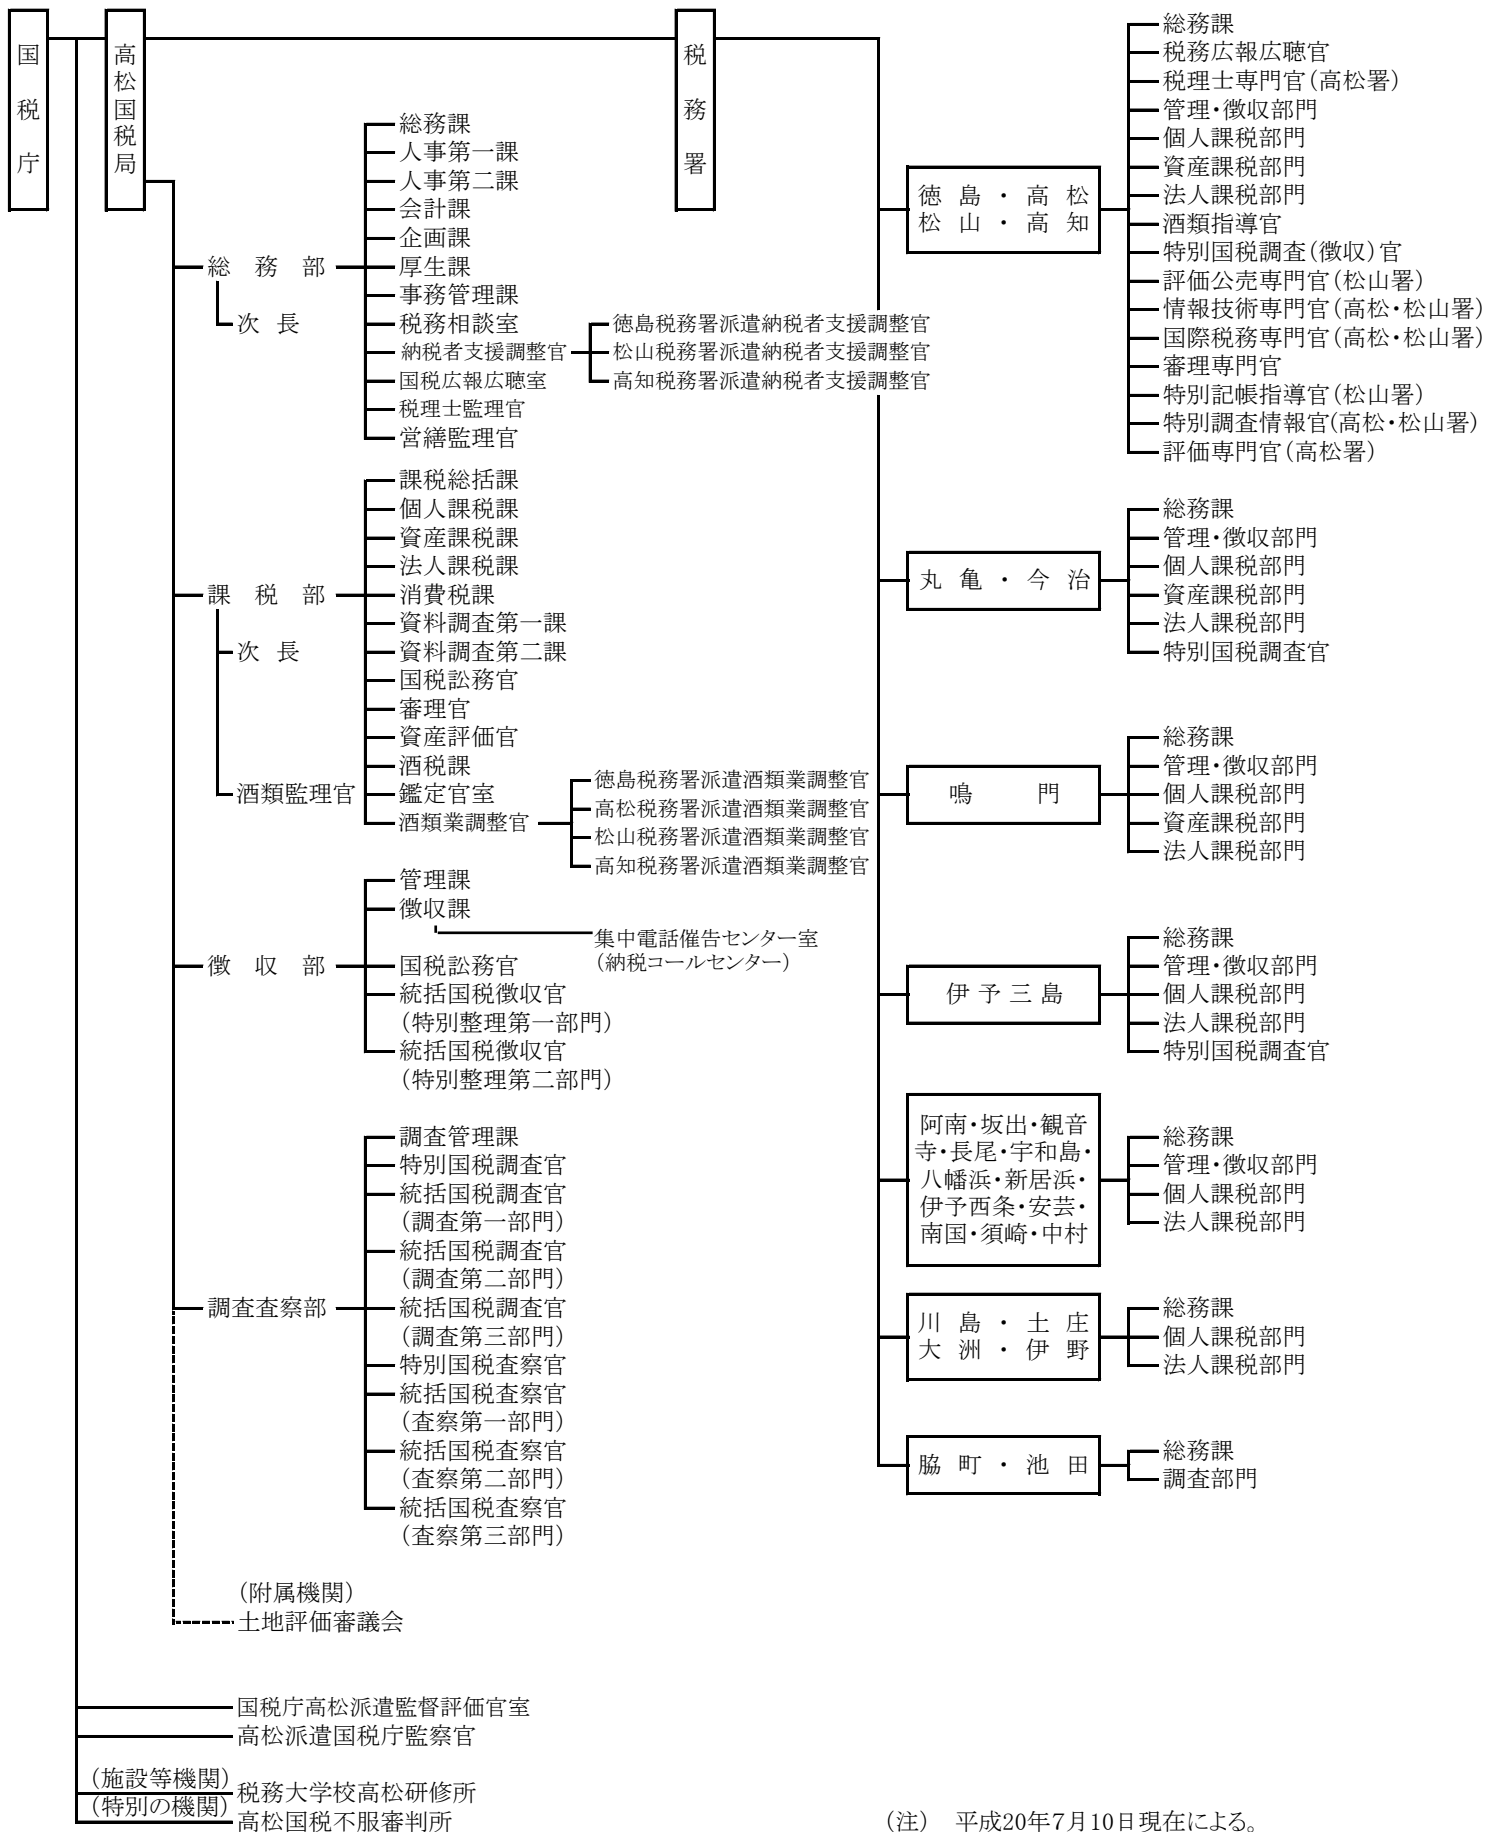 国税庁
高松国税局
総務部
次長
総務課
人事第一課
人事第二課
会計課
企画課
厚生課
事務管理課
税務相談室
納税者支援調整官
徳島税務署派遣納税者支援調整官
松山税務署派遣納税者支援調整官
高知税務署派遣納税者支援調整官
国税広報広聴室
税理士監理官
営繕監理官
課税部
次長
酒類監理官
課税総括課
個人課税課
資産課税課
法人課税課
消費税課
資料調査第一課
資料調査第二課
国税訟務官
審理官
資産評価官
酒税課
鑑定官室
酒類業調整官
徳島税務署派遣酒類業調整官
高松税務署派遣酒類業調整官
松山税務署派遣酒類業調整官
高知税務署派遣酒類業調整官
徴収部
管理課
徴収課
集中電話催告センター室
(納税コールセンター)
国税訟務官
統括国税徴収官
(特別整理第一部門)
統括国税徴収官
(特別整理第二部門)
調査査察部
調査管理課
特別国税調査官
統括国税調査官
(調査第一部門)
統括国税調査官
(調査第二部門)
統括国税調査官
(調査第三部門)
特別国税査察官
統括国税査察官
(査察第一部門)
統括国税査察官
(査察第二部門)
統括国税査察官
(査察第三部門)
(附属機関)
土地評価審議会
国税庁高松派遣監督評価官室
高松派遣国税庁監察官
(施設等機関)
税務大学校高松研修所
(特別の機関)
高松国税不服審判所
税務署
徳島・高松
松山・高知
総務課
税務広報広聴官
税理士専門官(高松署)
管理・徴収部門
個人課税部門
資産課税部門
法人課税部門
酒類指導官
特別国税調査(徴収)官
評価公売専門官(松山署)
情報技術専門官(高松・松山署)
国際税務専門官(高松・松山署)
審理専門官
特別記帳指導官(松山署)
特別調査情報官(高松・松山署)
評価専門官(高松署)
丸亀・今治
総務課
管理・徴収部門
個人課税部門
資産課税部門
法人課税部門
特別国税調査官
鳴門
総務課
管理・徴収部門
個人課税部門
資産課税部門
法人課税部門
伊予三島
総務課
管理・徴収部門
個人課税部門
法人課税部門
特別国税調査官
阿南・坂出・観音
寺・長尾・宇和島・
八幡浜・新居浜・
伊予西条・安芸・
南国・須崎・中村
総務課
管理・徴収部門
個人課税部門
法人課税部門
川島・土庄
大洲・伊野
総務課
個人課税部門
法人課税部門
脇町・池田
総務課
調査部門
(注) 平成20年7月10日現在による。